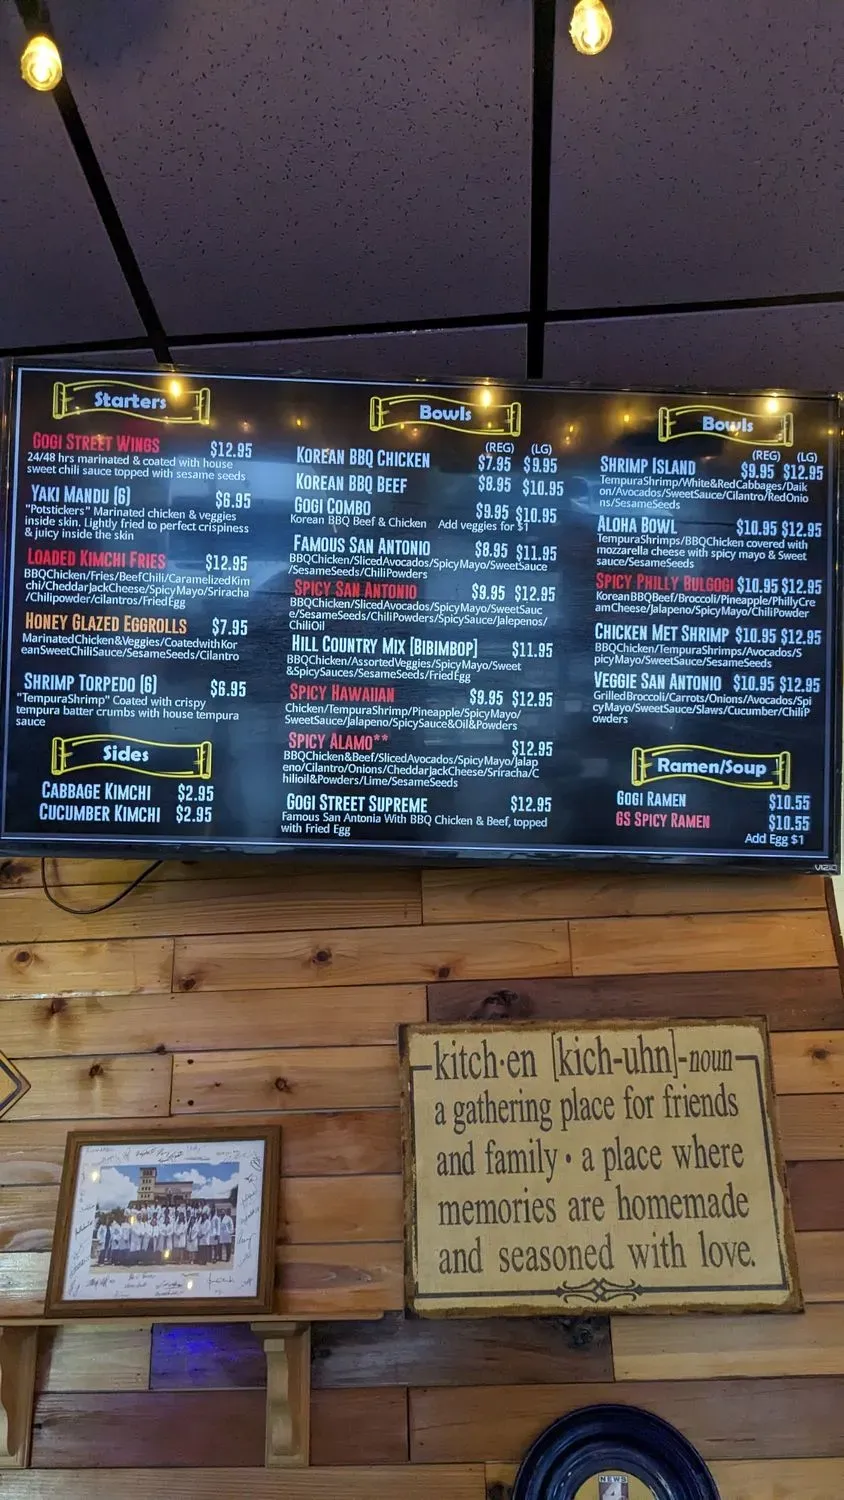 Starters
GOGI STREET WINGS $12.95
24/48 hrs marinated & coated with house
sweet chili sauce topped with sesame seeds
YAKI MANDU (6) $6.95
"Potstickers" Marinated chicken & veggies
inside skin. Lightly fried to perfect crispiness
& juicy inside the skin
LOADED KIMCHI FRIES $12.95
BBQChicken/Fries/BeefChili/CaramelizedKim
chi/CheddarJackCheese/SpicyMayo/Sriracha
/Chilipowder/cilantros/FriedEgg
HONEY GLAZED EGGROLLS $7.95
MarinatedChicken&Veggies/CoatedwithKor
eanSweetChiliSauce/SesameSeeds/Cilantro
SHRIMP TORPEDO (6) $6.95
"TempuraShrimp" Coated with crispy
tempura batter crumbs with house tempura
sauce
Sides
CABBAGE KIMCHI $2.95
CUCUMBER KIMCHI $2.95
Bowls
(REG) (LG)
KOREAN BBQ CHICKEN $7.95 $9.95
KOREAN BBQ BEEF $8.95 $10.95
GOGI COMBO $9.95 $10.95
Korean BBQ Beef & Chicken Add veggies for $1
FAMOUS SAN ANTONIO $8.95 $11.95
BBQChicken/SlicedAvocados/SpicyMayo/SweetSauce
/SesameSeeds/ChiliPowders
SPICY SAN ANTONIO $9.95 $12.95
BBQChicken/SlicedAvocados/SpicyMayo/SweetSauc
e/SesameSeeds/ChiliPowders/SpicySauce/Jalepenos/
ChiliOil
HILL COUNTRY MIX [BIBIMBOP] $11.95
BBQChicken/AssortedVeggies/SpicyMayo/Sweet
&SpicySauces/SesameSeeds/FriedEgg
SPICY HAWAIIAN $9.95 $12.95
Chicken/TempuraShrimp/Pineapple/SpicyMayo/
SweetSauce/Jalapeno/SpicySauce&Oil&Powders
SPICY ALAMO** $12.95
BBQChicken&Beef/SlicedAvocados/SpicyMayo/Jalap
eno/Cilantro/Onions/CheddarJackCheese/Sriracha/C
hilioil&Powders/Lime/SesameSeeds
GOGI STREET SUPREME $12.95
Famous San Antonia With BBQ Chicken & Beef, topped
with Fried Egg
Bowls
(REG) (LG)
SHRIMP ISLAND $9.95 $12.95
TempuraShrimp/White&RedCabbages/Daik
on/Avocados/SweetSauce/Cilantro/RedOnio
ns/SesameSeeds
ALOHA BOWL $10.95 $12.95
TempuraShrimps/BBQChicken covered with
mozzarella cheese with spicy mayo & Sweet
sauce/SesameSeeds
SPICY PHILLY BULGOGI $10.95 $12.95
KoreanBBQBeef/Broccoli/Pineapple/PhillyCre
amCheese/Jalapeno/SpicyMayo/ChiliPowder
CHICKEN MET SHRIMP $10.95 $12.95
BBQChicken/TempuraShrimps/Avocados/S
picyMayo/SweetSauce/SesameSeeds
VEGGIE SAN ANTONIO $10.95 $12.95
GrilledBroccoli/Carrots/Onions/Avocados/Spi
cyMayo/SweetSauce/Slaws/Cucumber/ChiliP
owders
Ramen/Soup
GOGI RAMEN $10.55
GS SPICY RAMEN $10.55
Add Egg $1
VIZIO
kitch·en [kich-uhn]-noun
a gathering place for friends
and family • a place where
memories are homemade
and seasoned with love.
NEWS
4